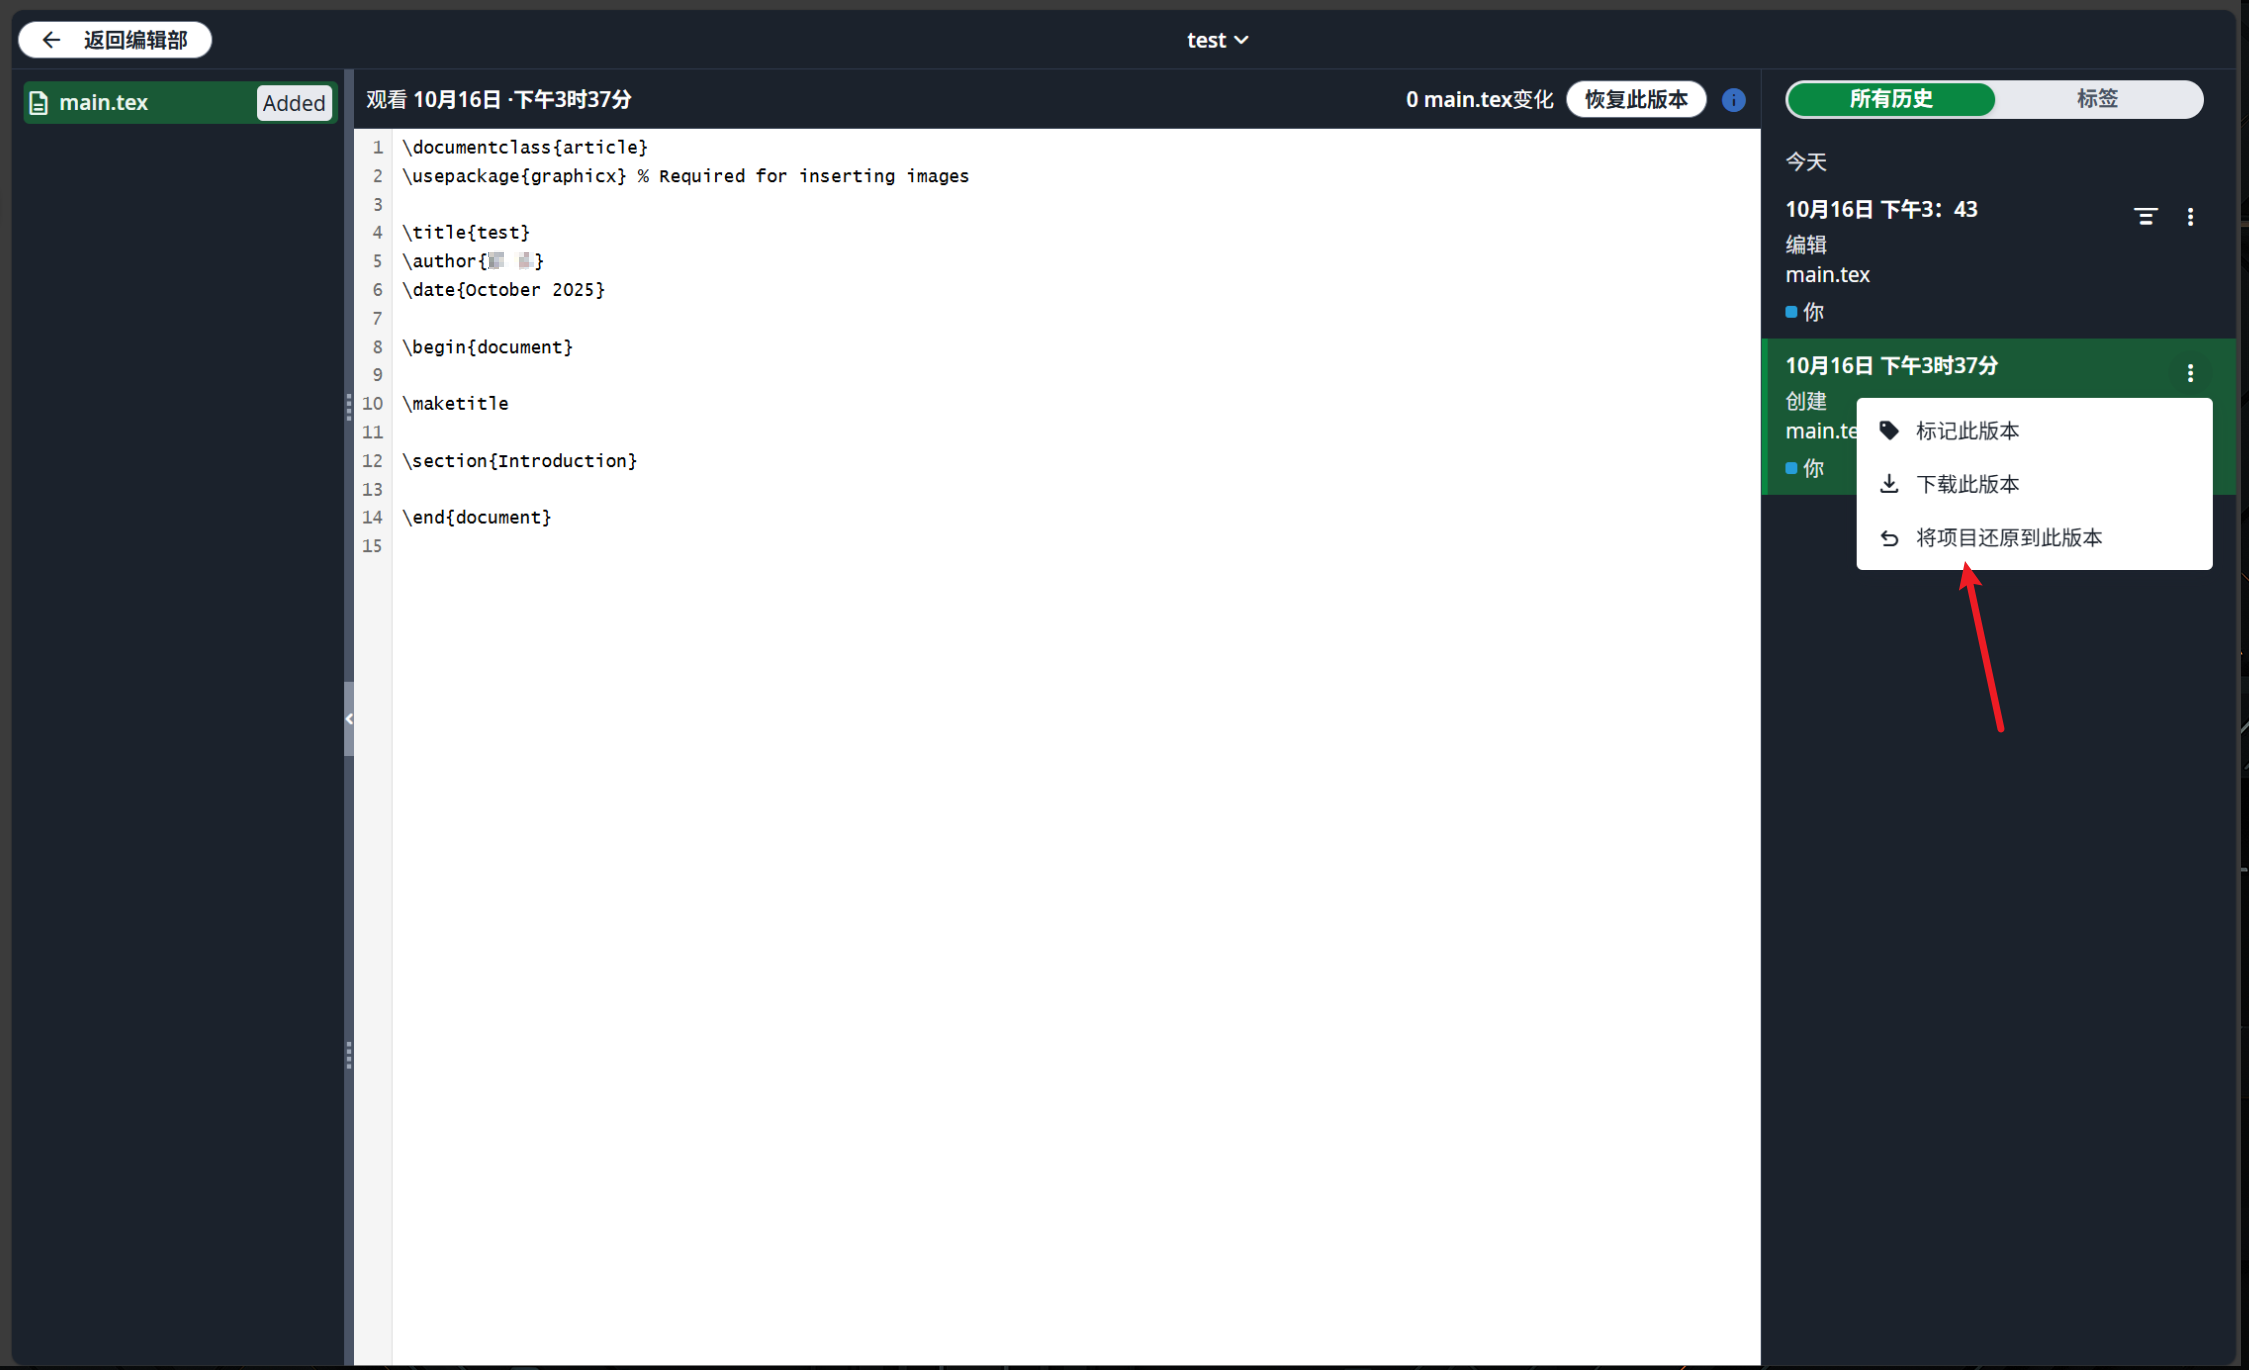 返回编辑部
test
main.tex Added
观看 10月16日 ·下午3时37分
0 main.tex变化 恢复此版本
1 \documentclass{article}
2 \usepackage{graphicx} % Required for inserting images
3
4 \title{test}
5 \author{ }
6 \date{October 2025}
7
8 \begin{document}
9
10 \maketitle
11
12 \section{Introduction}
13
14 \end{document}
15
所有历史 标签
今天
10月16日 下午3：43
编辑
main.tex
你
10月16日 下午3时37分
创建
main.te
你
标记此版本
下载此版本
将项目还原到此版本